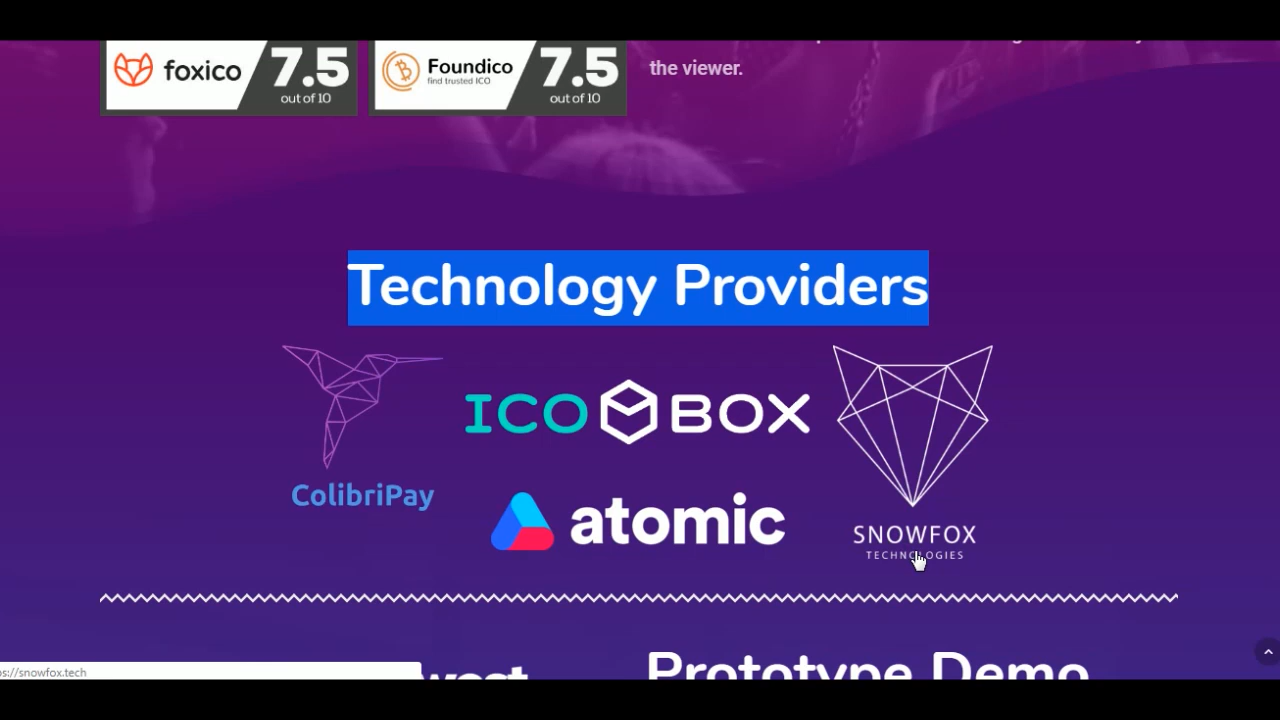 foxico
7.5
out of 10
Foundico
find trusted ICO
7.5
out of 10
the viewer.
Technology Providers
ColibriPay
ICO BOX
atomic
SNOWFOX
TECHNOLOGIES
Prototype Demo
ps://snowfox.tech